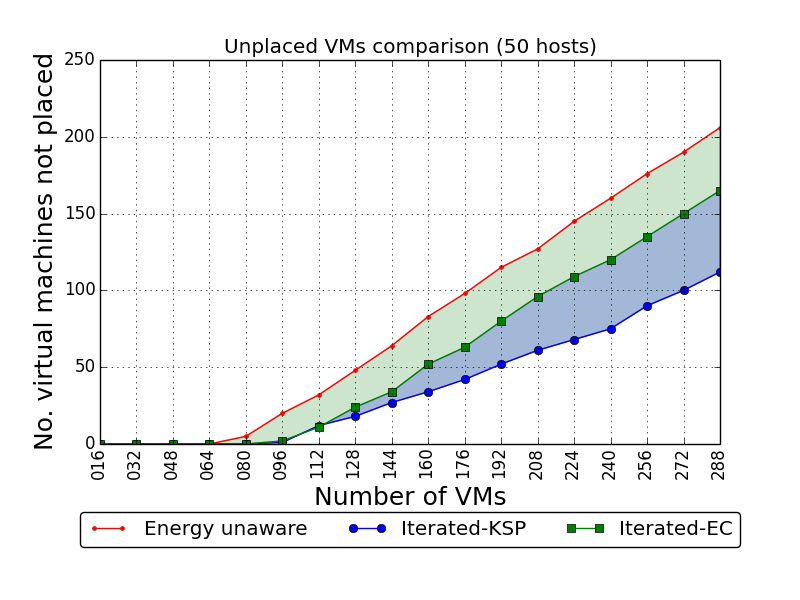 Unplaced VMs comparison (50 hosts)
No. virtual machines not placed
250
200
150
100
50
0
016 032 048 064 080 096 112 128 144 160 176 192 208 224 240 256 272 288
Number of VMs
Energy unaware Iterated-KSP Iterated-EC